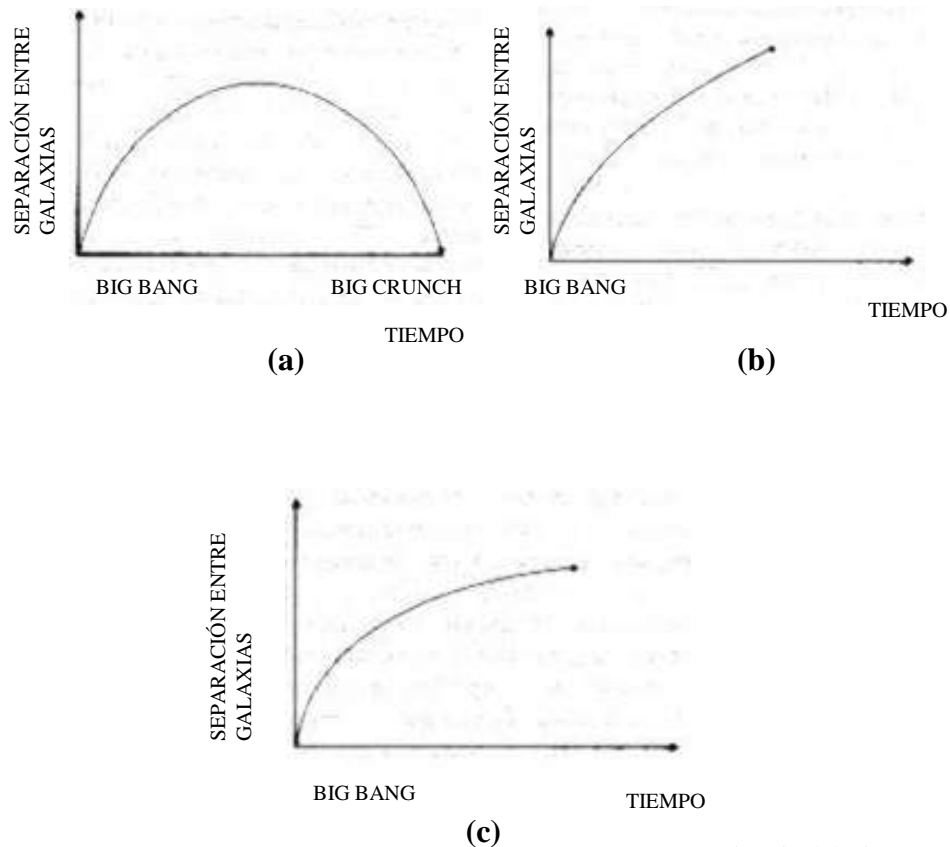 SEPARACIÓN ENTRE
GALAXIAS
BIG BANG
BIG CRUNCH
TIEMPO
(a)
SEPARACIÓN ENTRE
GALAXIAS
BIG BANG
TIEMPO
(b)
SEPARACIÓN ENTRE
GALAXIAS
BIG BANG
TIEMPO
(c)